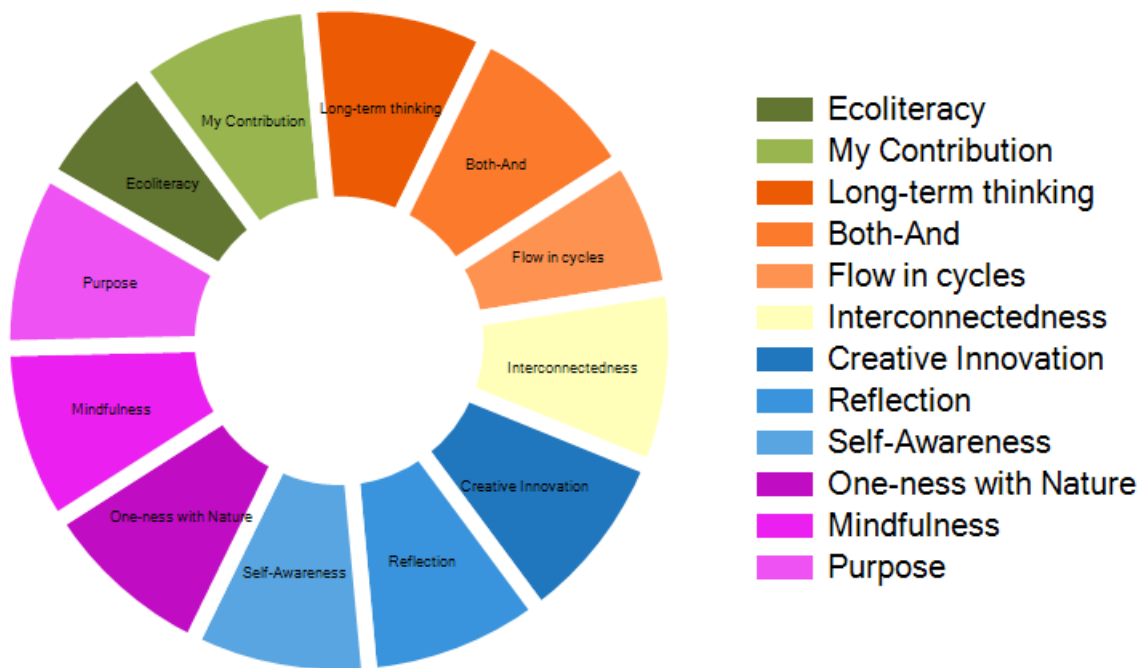 Long-term thinking
My Contribution
Both-And
Ecoliteracy
Flow in cycles
Purpose
Interconnectedness
Mindfulness
Creative Innovation
One-ness with Nature
Reflection
Self-Awareness
Ecoliteracy
My Contribution
Long-term thinking
Both-And
Flow in cycles
Interconnectedness
Creative Innovation
Reflection
Self-Awareness
One-ness with Nature
Mindfulness
Purpose